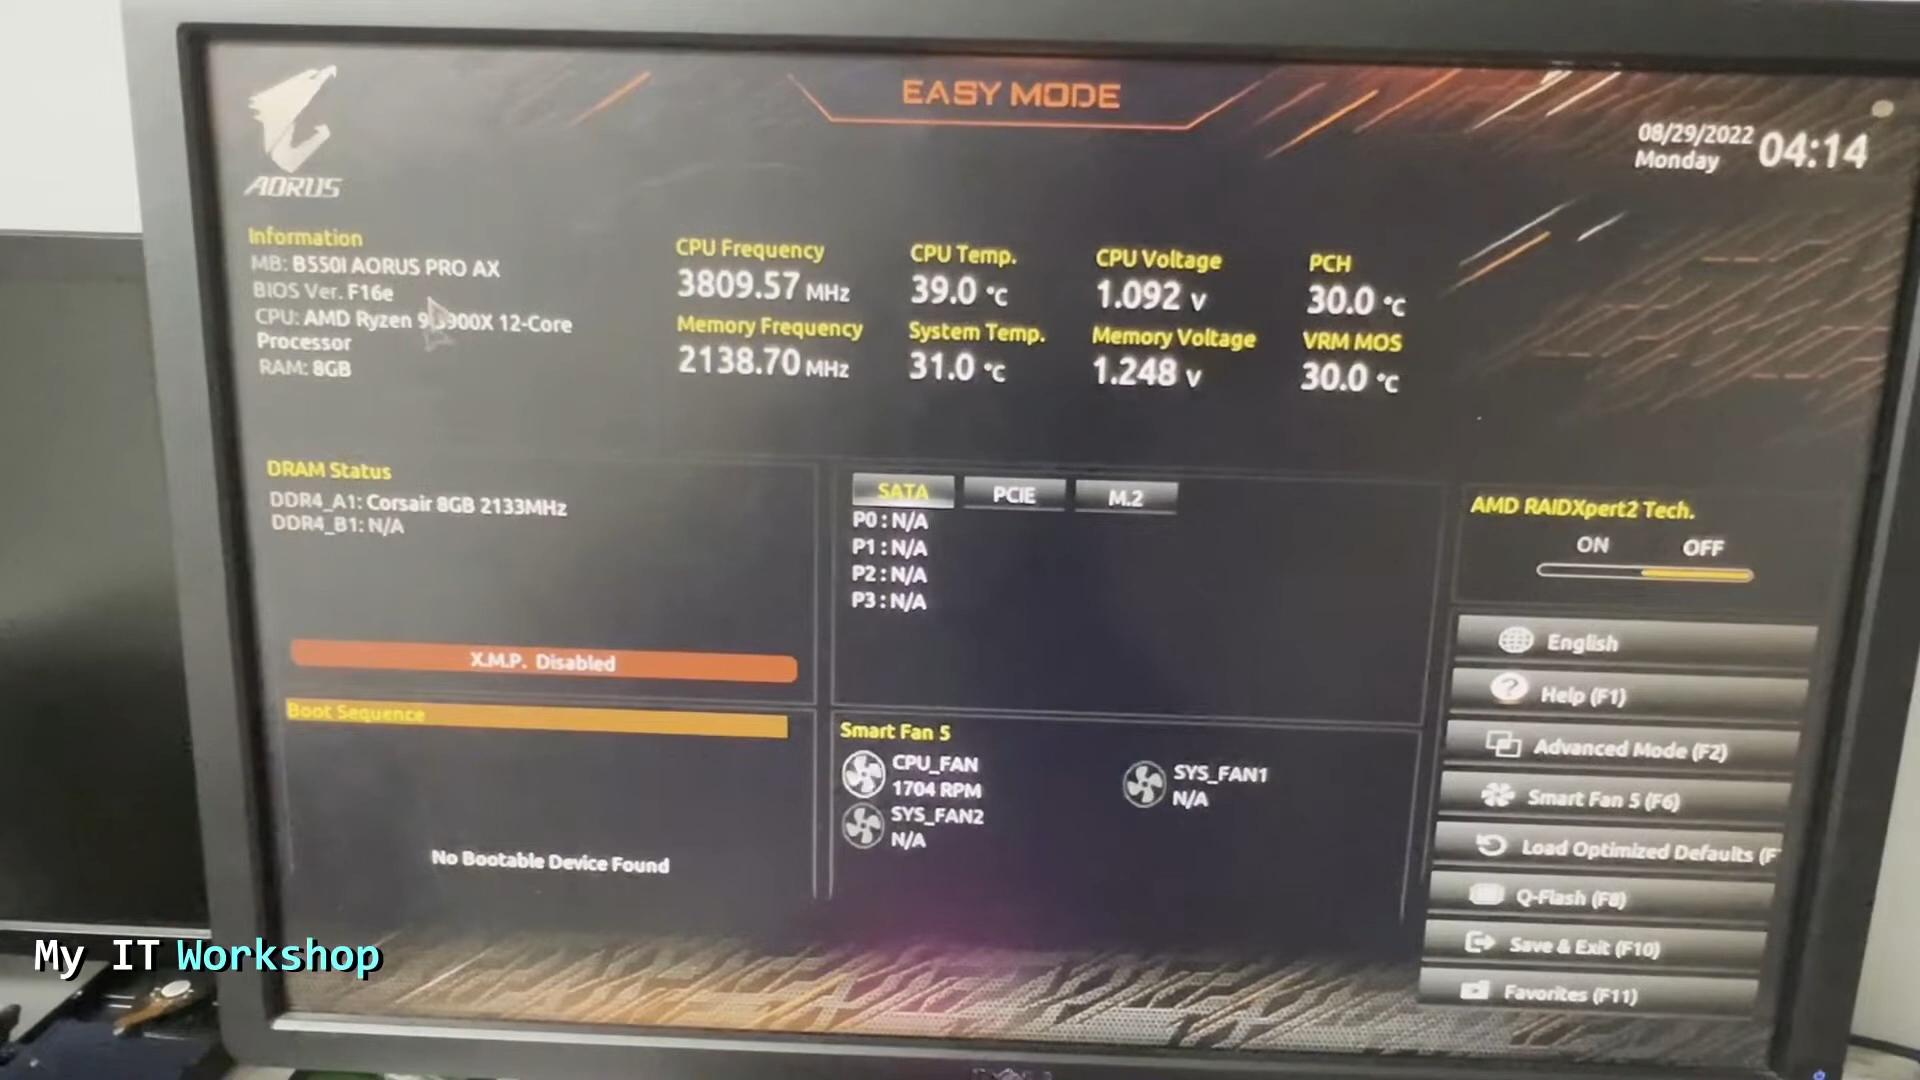 EASY MODE
AORUS
08/29/2022
Monday
04:14
Information
MB: B550I AORUS PRO AX
BIOS Ver. F16e
CPU: AMD Ryzen 9 5900X 12-Core
Processor
RAM: 8GB
CPU Frequency
3809.57 MHz
CPU Temp.
39.0 °C
CPU Voltage
1.092 V
PCH
30.0 °C
Memory Frequency
2138.70 MHz
System Temp.
31.0 °C
Memory Voltage
1.248 V
VRM MOS
30.0 °C
DRAM Status
DDR4_A1: Corsair 8GB 2133MHz
DDR4_B1: N/A
X.M.P. Disabled
SATA
PCIE
M.2
P0 : N/A
P1 : N/A
P2 : N/A
P3 : N/A
AMD RAIDXpert2 Tech.
ON OFF
Boot Sequence
No Bootable Device Found
Smart Fan 5
CPU_FAN
1704 RPM
SYS_FAN1
N/A
SYS_FAN2
N/A
English
Help (F1)
Advanced Mode (F2)
Smart Fan 5 (F6)
Load Optimized Defaults (F
Q-Flash (F8)
Save & Exit (F10)
Favorites (F11)
My IT Workshop